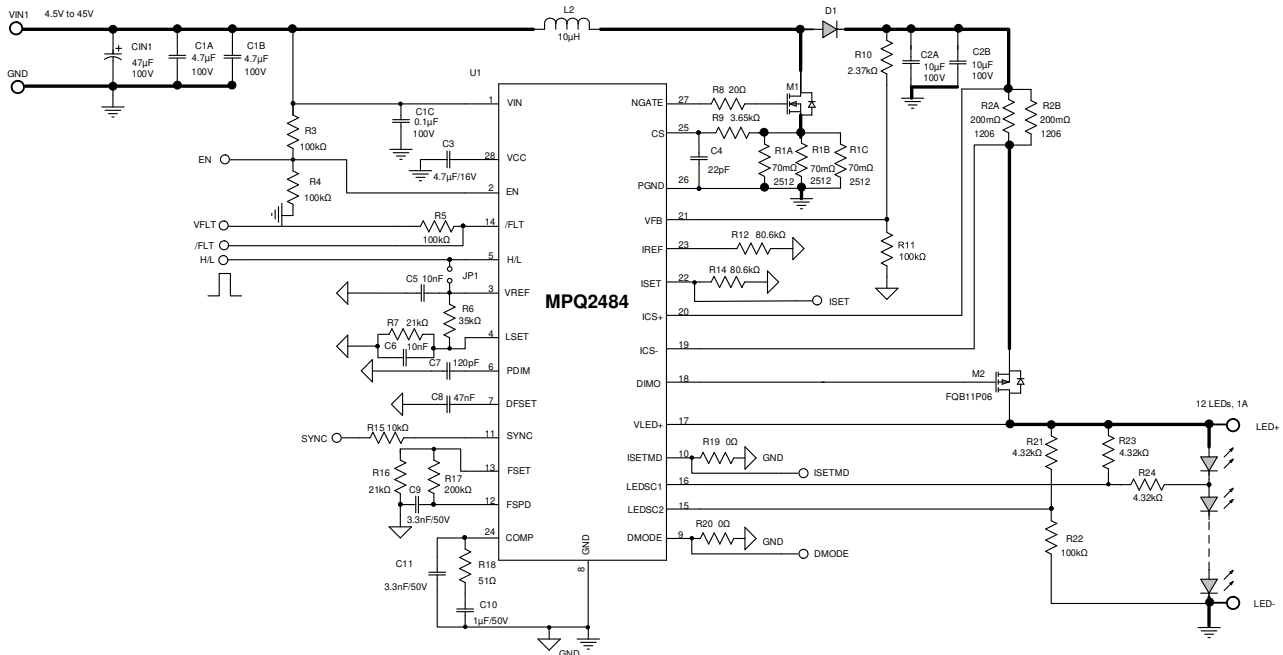 VIN1
4.5V to 45V
L2
10µH
D1
CIN1
47µF
100V
C1A
4.7µF
100V
C1B
4.7µF
100V
GND
R10
2.37kΩ
C2A
10µF
100V
C2B
10µF
100V
U1
R2A
200mΩ
1206
R2B
200mΩ
1206
1
VIN
C1C
0.1µF
100V
NGATE
27
R8 20Ω
M1
R9 3.65kΩ
CS
25
C4
22pF
R1A
70mΩ
2512
R1B
70mΩ
2512
R1C
70mΩ
2512
PGND
26
R3
100kΩ
EN
C3
4.7µF/16V
28
VCC
R4
100kΩ
2
EN
VFLT
R5
100kΩ
14
/FLT
/FLT
H/L
5
H/L
JP1
C5 10nF
3
VREF
R6
35kΩ
R7 21kΩ
C6
10nF
4
LSET
C7
120pF
6
PDIM
C8
47nF
7
DFSET
SYNC
R15 10kΩ
11
SYNC
R16
21kΩ
R17
200kΩ
C9
3.3nF/50V
13
FSET
12
FSPD
24
COMP
C11
3.3nF/50V
R18
51Ω
C10
1µF/50V
GND
8
GND
MPQ2484
VFB
21
R11
100kΩ
IREF
23
R12 80.6kΩ
ISET
22
R14 80.6kΩ
ISET
ICS+
20
ICS-
19
DIMO
18
M2
FQB11P06
VLED+
17
12 LEDs, 1A
LED+
ISETMD
10
R19 0Ω
GND
ISETMD
R21
4.32kΩ
R23
4.32kΩ
R24
4.32kΩ
LEDSC1
16
LEDSC2
15
R22
100kΩ
DMODE
9
R20 0Ω
GND
DMODE
LED-